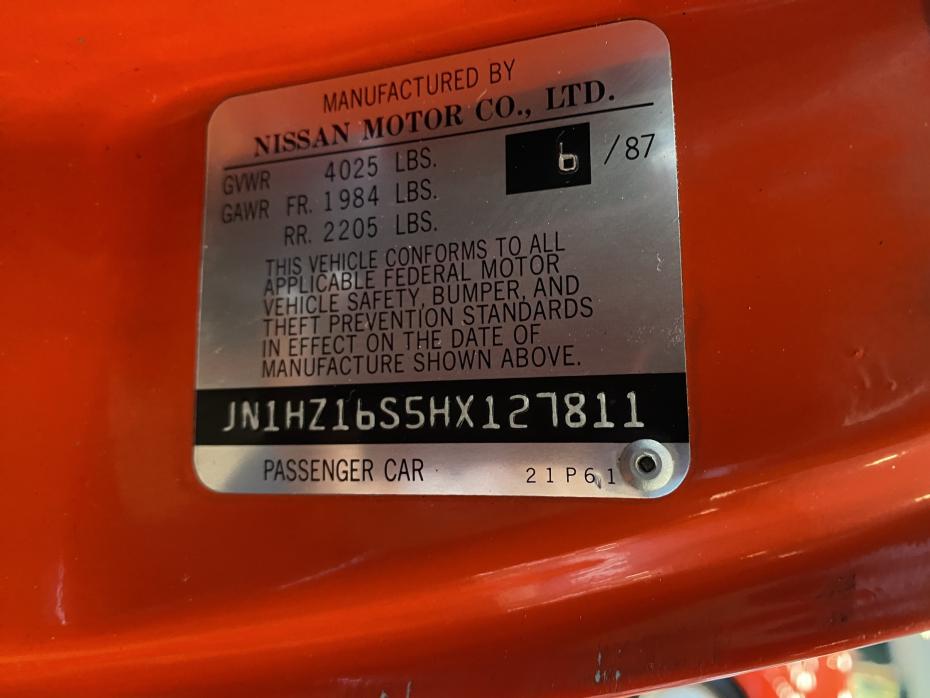 MANUFACTURED BY
NISSAN MOTOR CO., LTD.
GVWR 4025 LBS. 6 /87
GAWR FR. 1984 LBS.
RR. 2205 LBS.
THIS VEHICLE CONFORMS TO ALL
APPLICABLE FEDERAL MOTOR
VEHICLE SAFETY, BUMPER, AND
THEFT PREVENTION STANDARDS
IN EFFECT ON THE DATE OF
MANUFACTURE SHOWN ABOVE.
JN1HZ16S5HX127811
PASSENGER CAR 21P61